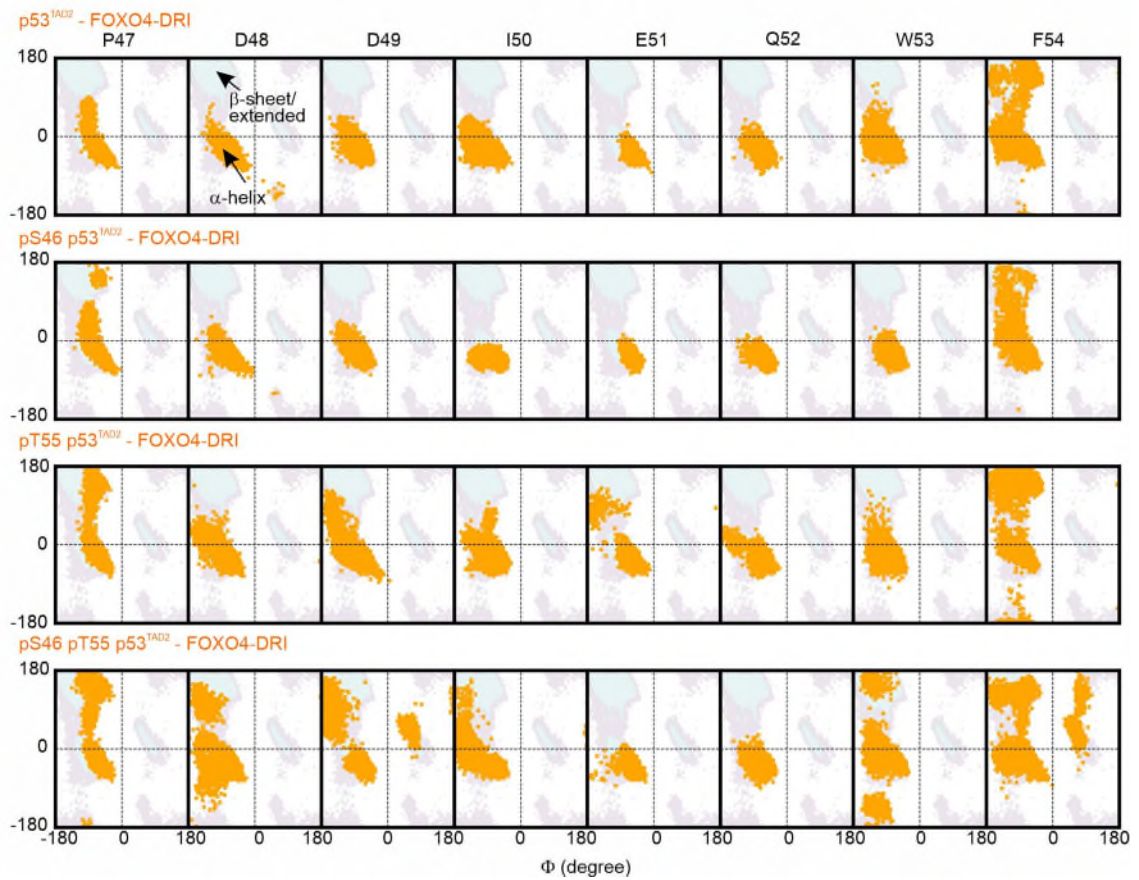 p53TAD2 - FOXO4-DRI
P47 D48 D49 I50 E51 Q52 W53 F54
180
β-sheet/
extended
0
α-helix
-180
pS46 p53TAD2 - FOXO4-DRI
180
0
-180
pT55 p53TAD2 - FOXO4-DRI
180
0
-180
pS46 pT55 p53TAD2 - FOXO4-DRI
180
0
-180
-180 0 180 0 180 0 180 0 180 0 180 0 180 0 180 0 180
Φ (degree)